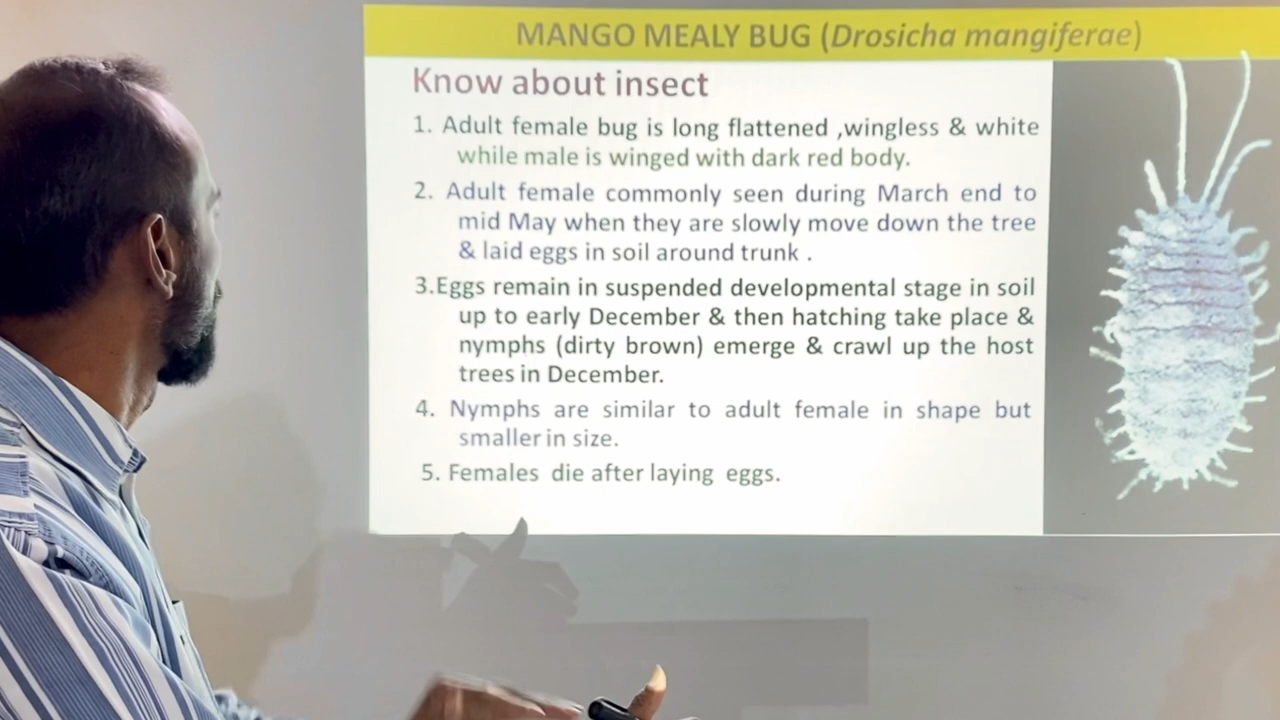 MANGO MEALY BUG (Drosicha mangiferae)
Know about insect
1. Adult female bug is long flattened ,wingless & white
while male is winged with dark red body.
2. Adult female commonly seen during March end to
mid May when they are slowly move down the tree
& laid eggs in soil around trunk .
3.Eggs remain in suspended developmental stage in soil
up to early December & then hatching take place &
nymphs (dirty brown) emerge & crawl up the host
trees in December.
4. Nymphs are similar to adult female in shape but
smaller in size.
5. Females die after laying eggs.